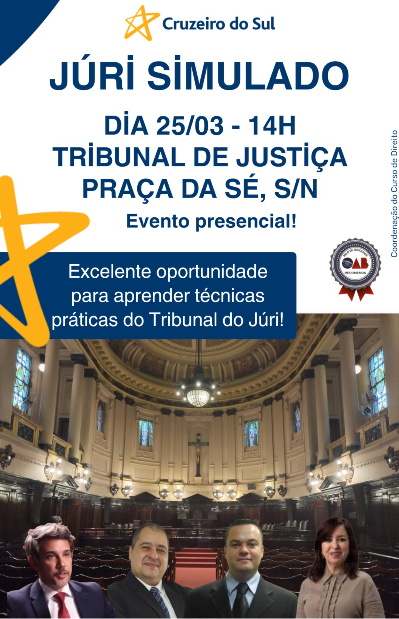 Cruzeiro do Sul
JÚRİ SİMULADO
DİA 25/03 - 14H
TRİBUNAL DE JUSTİÇA
PRAÇA DA SÉ, S/N
Evento presencial!
Coordenação do Curso de Direito
OAB
RECOMENDA
Excelente oportunidade
para aprender técnicas
práticas do Tribunal do Júri!